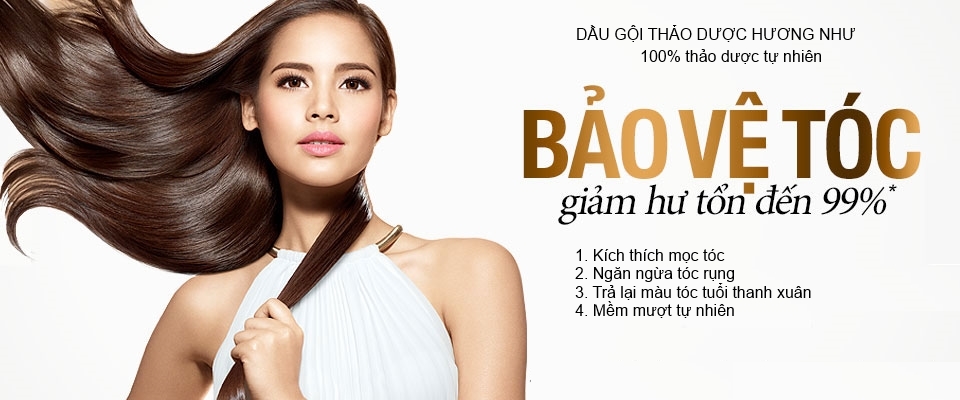 DẦU GỘI THẢO DƯỢC HƯƠNG NHƯ
100% thảo dược tự nhiên
BẢO VỆ TÓC
giảm hư tổn đến 99%*
1. Kích thích mọc tóc
2. Ngăn ngừa tóc rụng
3. Trả lại màu tóc tuổi thanh xuân
4. Mềm mượt tự nhiên